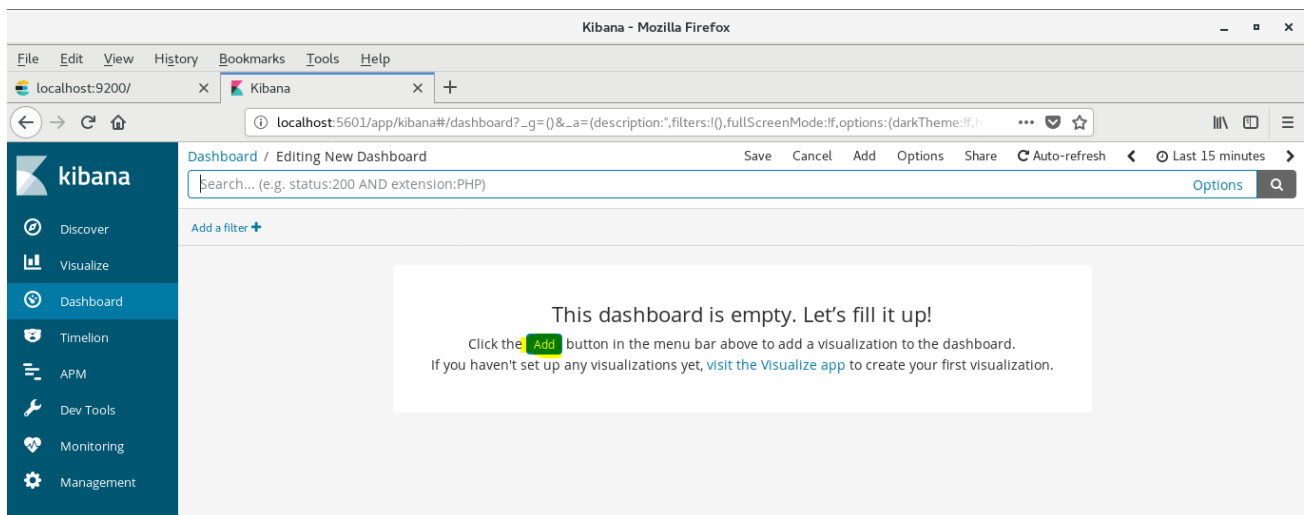 Kibana - Mozilla Firefox
File Edit View History Bookmarks Tools Help
localhost:9200/ Kibana
localhost:5601/app/kibana#/dashboard?_g=()&_a=(description:'',filters:!(),fullScreenMode:!f,options:(darkTheme:!f,h
Dashboard / Editing New Dashboard Save Cancel Add Options Share Auto-refresh Last 15 minutes
kibana
Search... (e.g. status:200 AND extension:PHP) Options
Discover
Add a filter
Visualize
Dashboard
Timelion
APM
Dev Tools
Monitoring
Management
This dashboard is empty. Let's fill it up!
Click the Add button in the menu bar above to add a visualization to the dashboard.
If you haven't set up any visualizations yet, visit the Visualize app to create your first visualization.